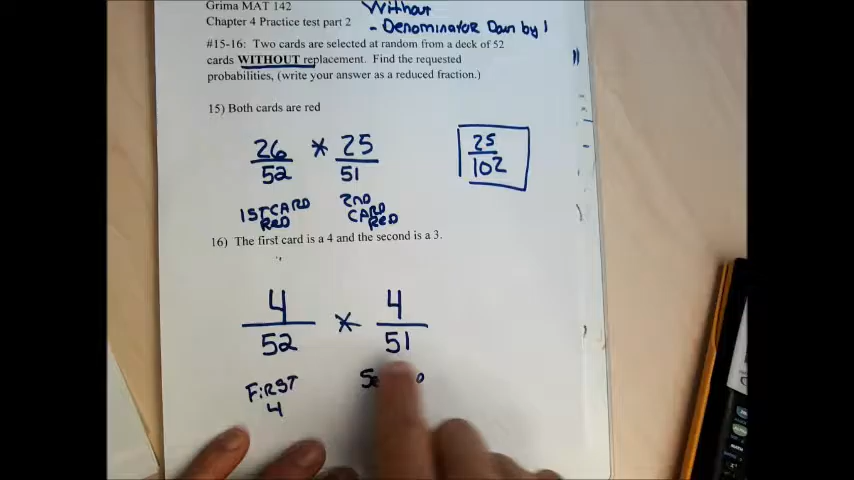 Grima MAT 142
Without
Chapter 4 Practice test part 2
- Denominator Down by 1
#15-16: Two cards are selected at random from a deck of 52
cards WITHOUT replacement. Find the requested
probabilities, (write your answer as a reduced fraction.)
15) Both cards are red
26 * 25
52 51
25
102
1ST CARD RED
2ND CARD RED
16) The first card is a 4 and the second is a 3.
4 * 4
52 51
FIRST
4